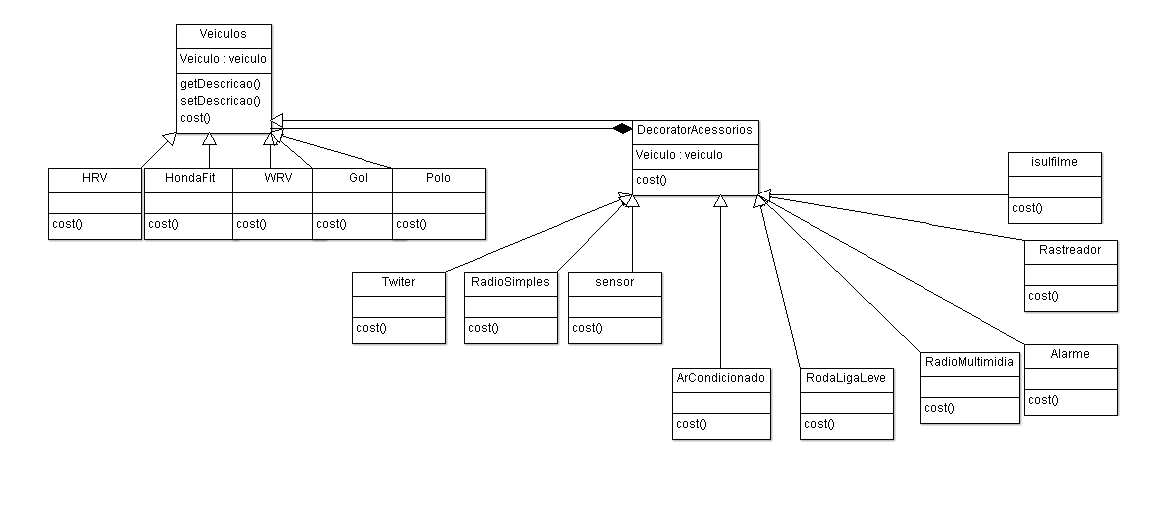 Veiculos
Veiculo : veiculo
getDescricao()
setDescricao()
cost()
DecoratorAcessorios
Veiculo : veiculo
cost()
isulfilme
cost()
HRV
cost()
HondaFit
cost()
WRV
cost()
Gol
cost()
Polo
cost()
Rastreador
cost()
Twiter
cost()
RadioSimples
cost()
sensor
cost()
Alarme
cost()
RadioMultimidia
cost()
ArCondicionado
cost()
RodaLigaLeve
cost()